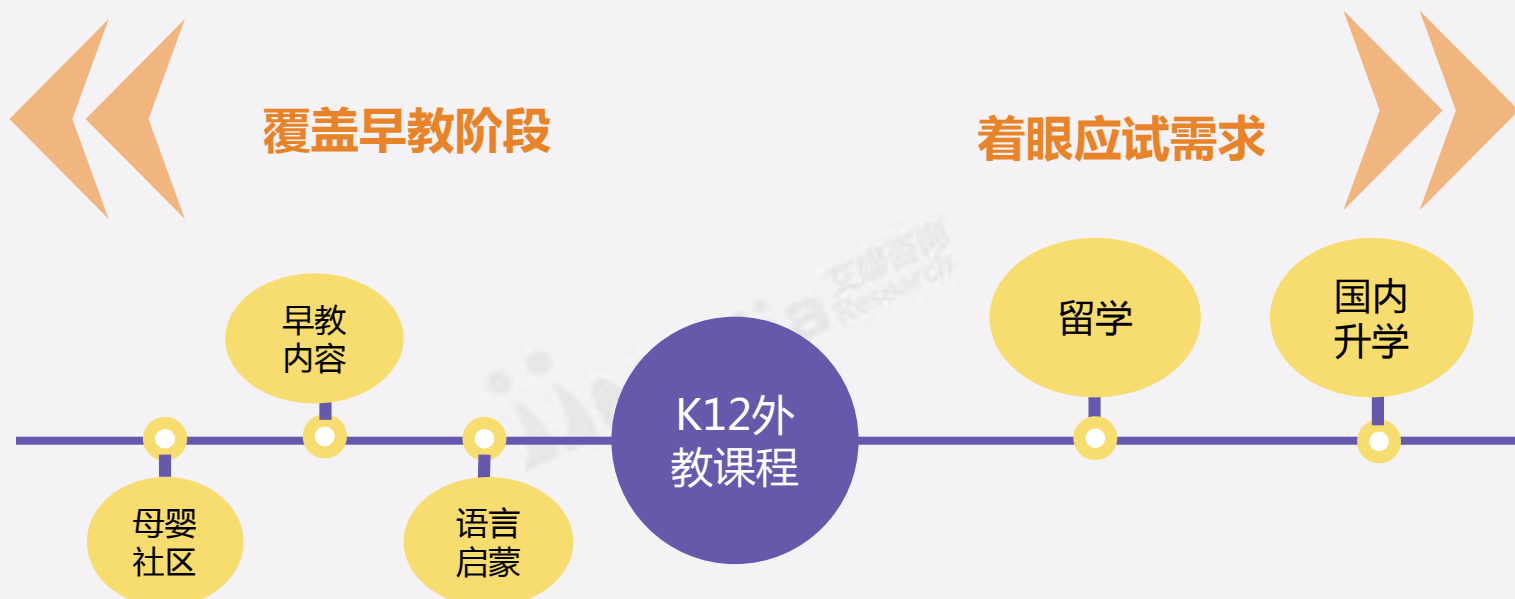 覆盖早教阶段
着眼应试需求
早教
内容
留学
国内
升学
K12外
教课程
母婴
社区
语言
启蒙